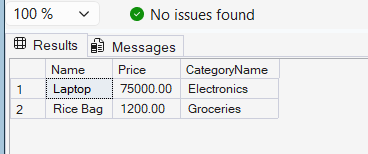 100 % No issues found
Results Messages
Name Price CategoryName
1 Laptop 75000.00 Electronics
2 Rice Bag 1200.00 Groceries